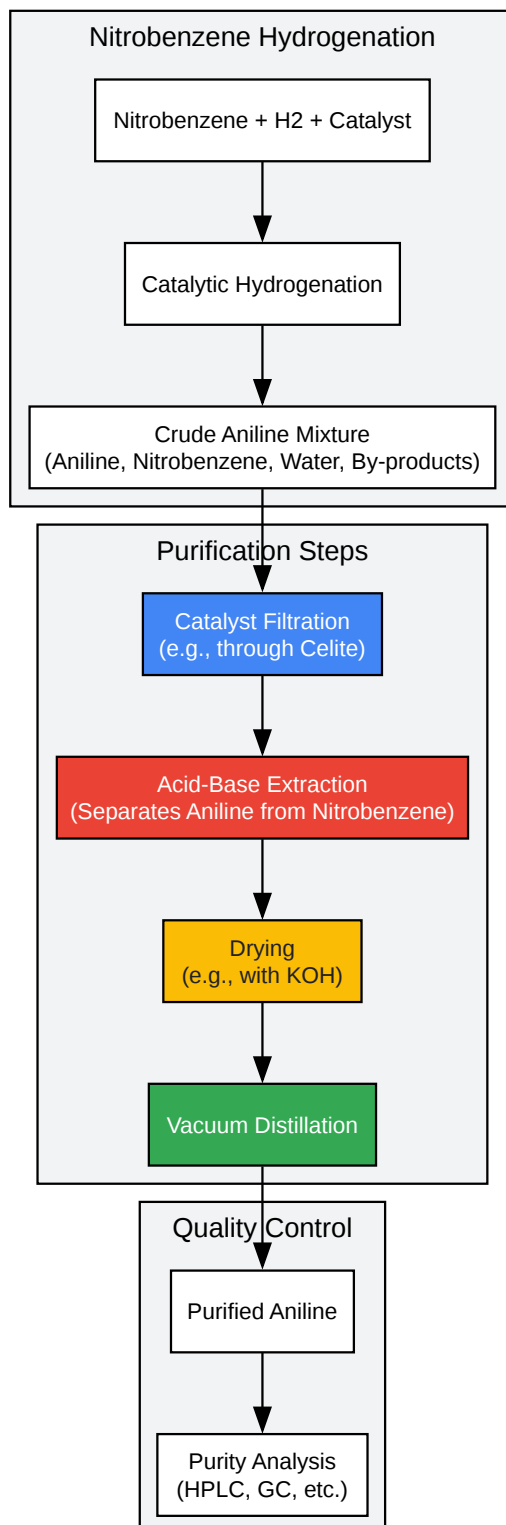 Nitrobenzene Hydrogenation
Nitrobenzene + H2 + Catalyst
Catalytic Hydrogenation
Crude Aniline Mixture
(Aniline, Nitrobenzene, Water, By-products)
Purification Steps
Catalyst Filtration
(e.g., through Celite)
Acid-Base Extraction
(Separates Aniline from Nitrobenzene)
Drying
(e.g., with KOH)
Vacuum Distillation
Quality Control
Purified Aniline
Purity Analysis
(HPLC, GC, etc.)